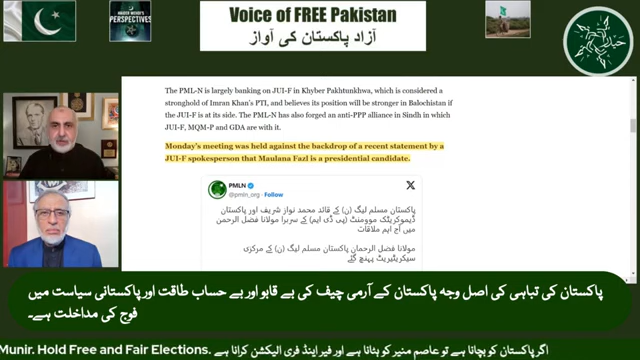 HAIDER MEHDI'S
PERSPECTIVES
Voice of FREE Pakistan
آزاد پاکستان کی آواز
The PML-N is largely banking on JUI-F in Khyber Pakhtunkhwa, which is considered a
stronghold of Imran Khan's PTI, and believes its position will be stronger in Balochistan if
the JUI-F is at its side. The PML-N has also forged an anti-PPP alliance in Sindh in which
JUI-F, MQM-P and GDA are with it.
Monday's meeting was held against the backdrop of a recent statement by a
JUI-F spokesperson that Maulana Fazl is a presidential candidate.
PMLN
@pmln_org · Follow
پاکستان مسلم لیگ (ن) کے قائد محمد نواز شریف اور پاکستان
ڈیموکریٹک موومنٹ (پی ڈی ایم) کے سربراہ مولانا فضل الرحمن
میں آج اہم ملاقات
مولانا فضل الرحمان پاکستان مسلم لیگ (ن) کے مرکزی
سیکریٹریٹ پہنچ گئے
پاکستان کی تباہی کی اصل وجہ پاکستان کے آرمی چیف کی بے قابو اور بے حساب طاقت اور پاکستانی سیاست میں
فوج کی مداخلت ہے۔
Munir. Hold Free and Fair Elections. اگر پاکستان کو بچانا ہے تو عاصم منیر کو ہٹانا ہے اور فیر اینڈ فری الیکشن کرانا ہے